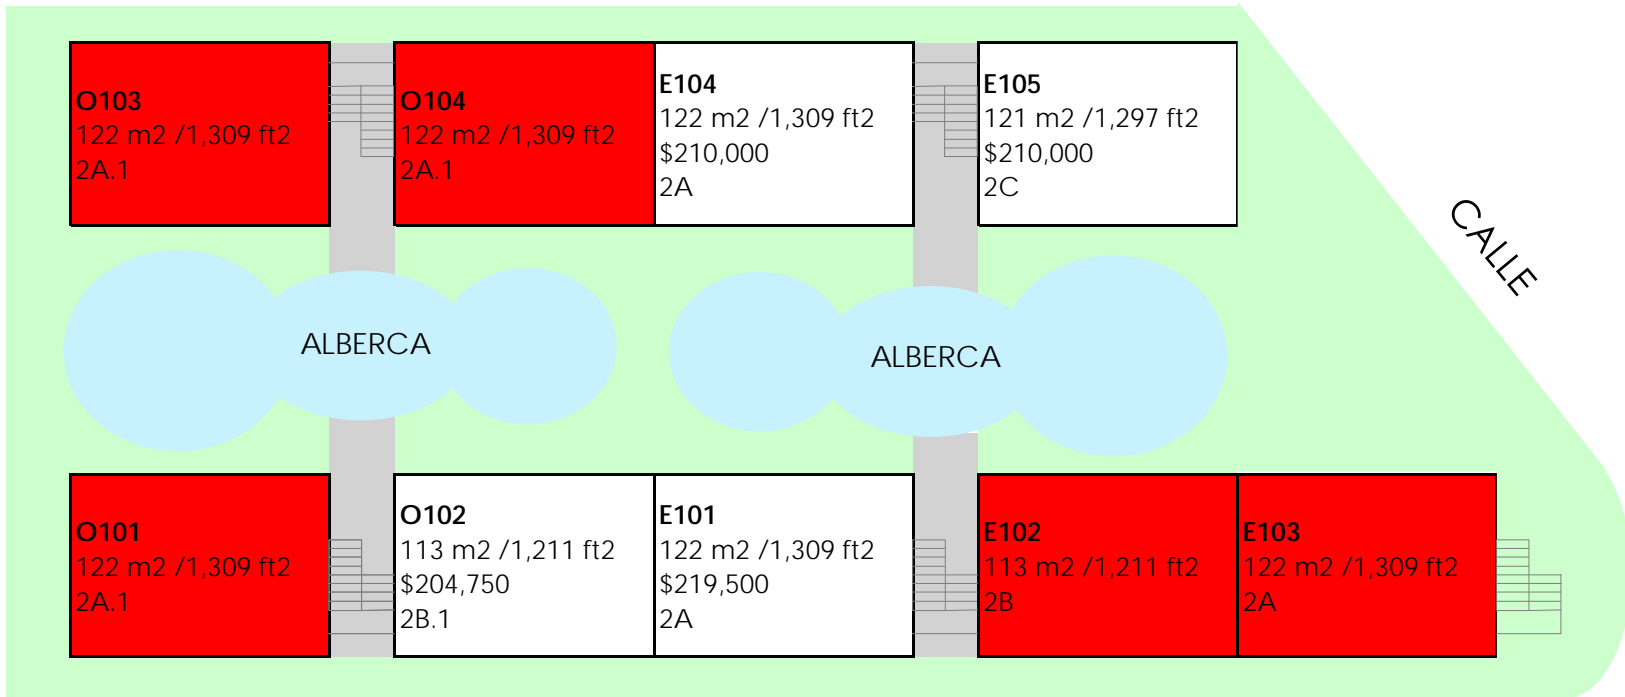 O103
122 m2 /1,309 ft2
2A.1
O104
122 m2 /1,309 ft2
2A.1
E104
122 m2 /1,309 ft2
$210,000
2A
E105
121 m2 /1,297 ft2
$210,000
2C
CALLE
ALBERCA
ALBERCA
O101
122 m2 /1,309 ft2
2A.1
O102
113 m2 /1,211 ft2
$204,750
2B.1
E101
122 m2 /1,309 ft2
$219,500
2A
E102
113 m2 /1,211 ft2
2B
E103
122 m2 /1,309 ft2
2A